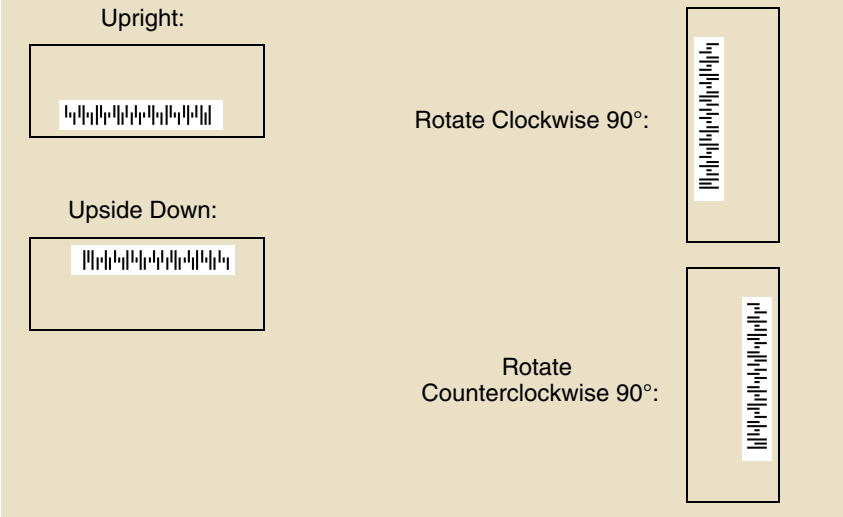 Upright:
Rotate Clockwise 90°:
Upside Down:
Rotate
Counterclockwise 90°: